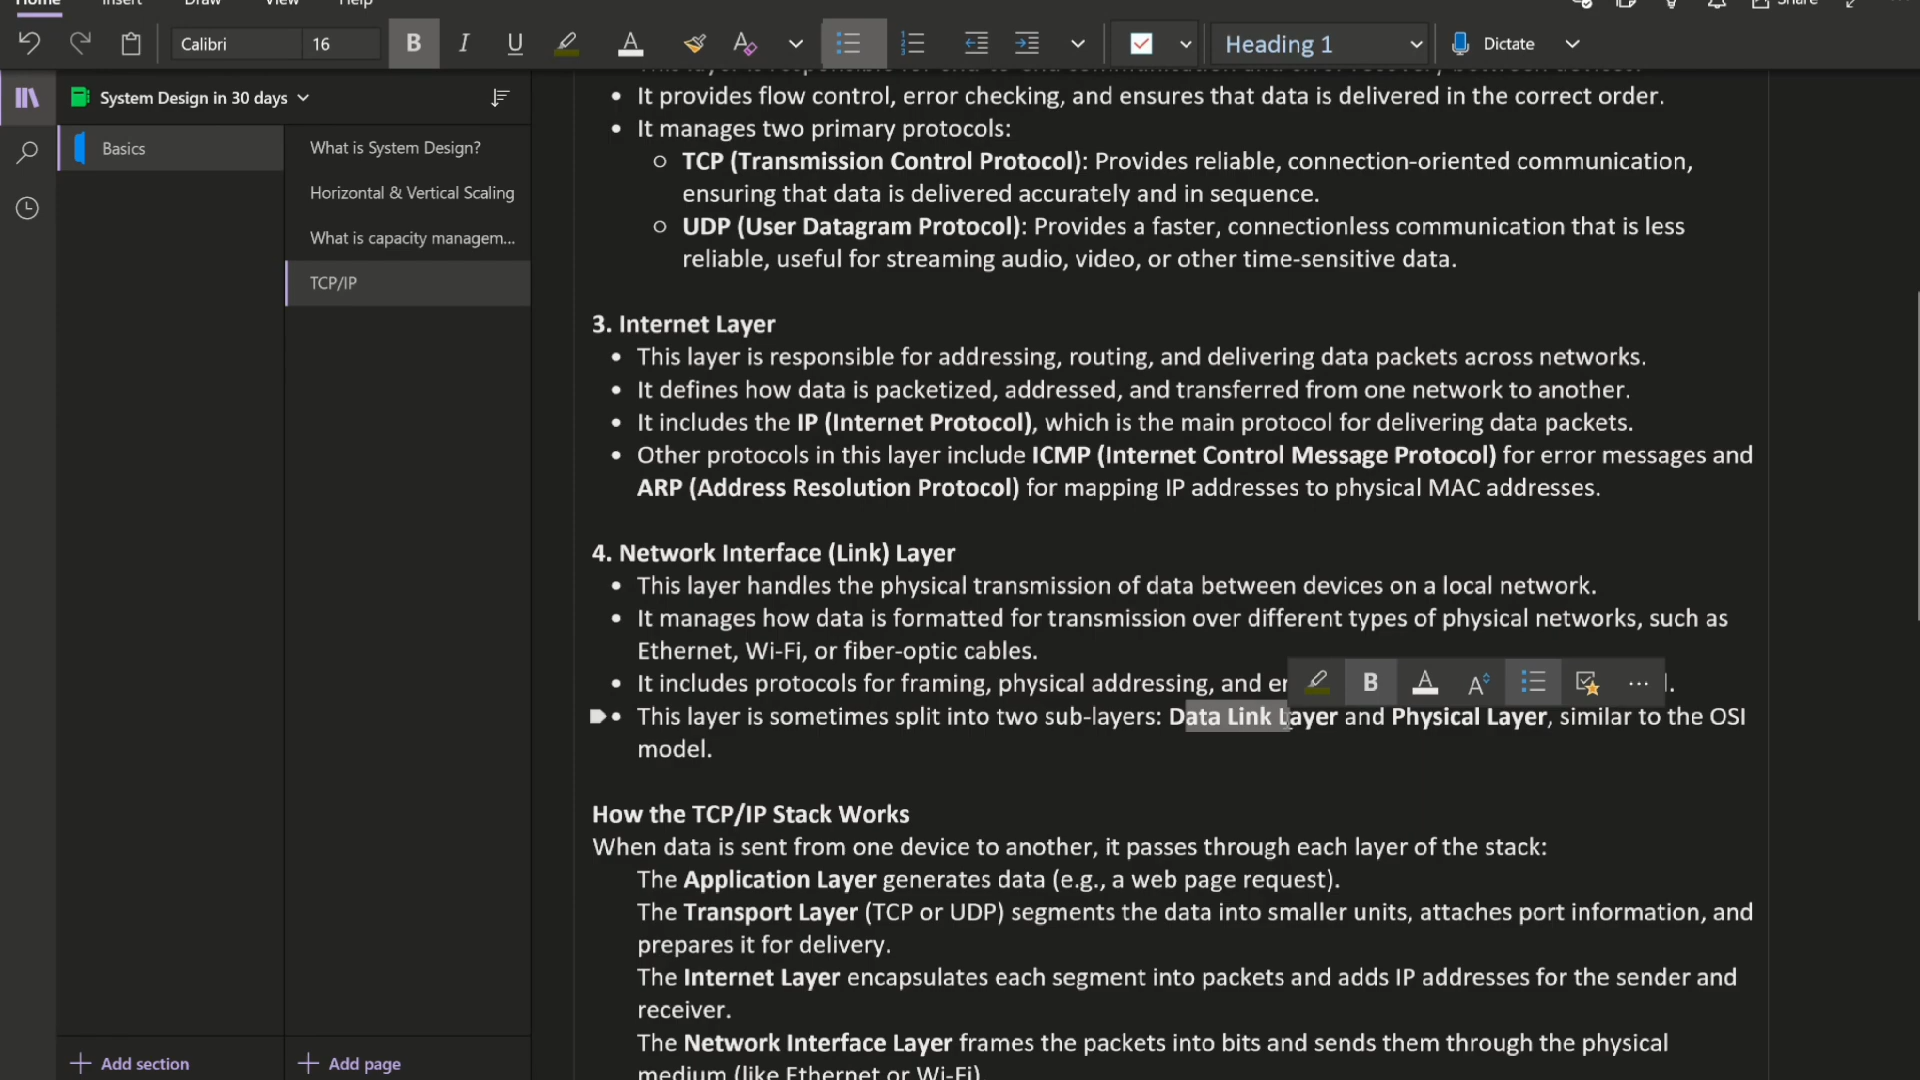 Home Insert Draw View Help Share
Calibri 16 B I U A A Heading 1 Dictate
System Design in 30 days
Basics
What is System Design?
Horizontal & Vertical Scaling
What is capacity managem...
TCP/IP
Add section
Add page
• It provides flow control, error checking, and ensures that data is delivered in the correct order.
• It manages two primary protocols:
○ TCP (Transmission Control Protocol): Provides reliable, connection-oriented communication,
ensuring that data is delivered accurately and in sequence.
○ UDP (User Datagram Protocol): Provides a faster, connectionless communication that is less
reliable, useful for streaming audio, video, or other time-sensitive data.
3. Internet Layer
• This layer is responsible for addressing, routing, and delivering data packets across networks.
• It defines how data is packetized, addressed, and transferred from one network to another.
• It includes the IP (Internet Protocol), which is the main protocol for delivering data packets.
• Other protocols in this layer include ICMP (Internet Control Message Protocol) for error messages and
ARP (Address Resolution Protocol) for mapping IP addresses to physical MAC addresses.
4. Network Interface (Link) Layer
• This layer handles the physical transmission of data between devices on a local network.
• It manages how data is formatted for transmission over different types of physical networks, such as
Ethernet, Wi-Fi, or fiber-optic cables.
• It includes protocols for framing, physical addressing, and
B A A ...
• This layer is sometimes split into two sub-layers: Data Link Layer and Physical Layer, similar to the OSI
model.
How the TCP/IP Stack Works
When data is sent from one device to another, it passes through each layer of the stack:
The Application Layer generates data (e.g., a web page request).
The Transport Layer (TCP or UDP) segments the data into smaller units, attaches port information, and
prepares it for delivery.
The Internet Layer encapsulates each segment into packets and adds IP addresses for the sender and
receiver.
The Network Interface Layer frames the packets into bits and sends them through the physical
medium (like Ethernet or Wi-Fi).